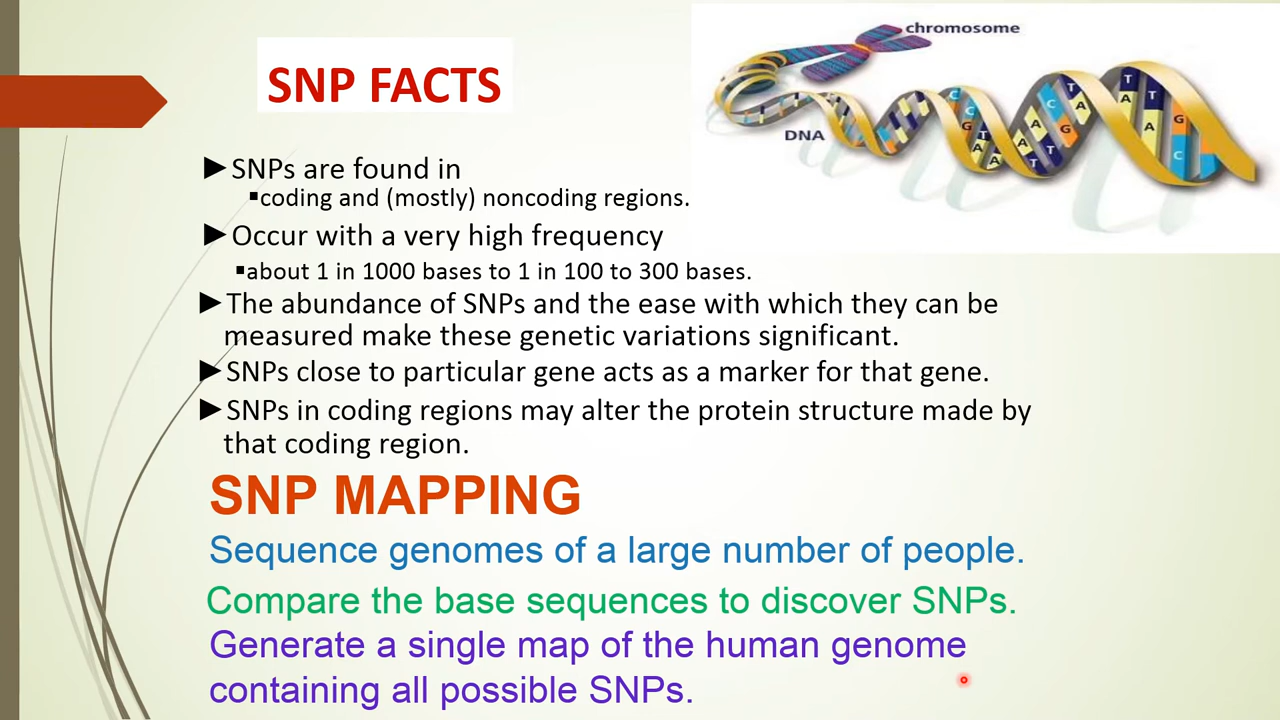 SNP FACTS
chromosome
DNA
►SNPs are found in
▪coding and (mostly) noncoding regions.
►Occur with a very high frequency
▪about 1 in 1000 bases to 1 in 100 to 300 bases.
►The abundance of SNPs and the ease with which they can be
measured make these genetic variations significant.
►SNPs close to particular gene acts as a marker for that gene.
►SNPs in coding regions may alter the protein structure made by
that coding region.
SNP MAPPING
Sequence genomes of a large number of people.
Compare the base sequences to discover SNPs.
Generate a single map of the human genome
containing all possible SNPs.